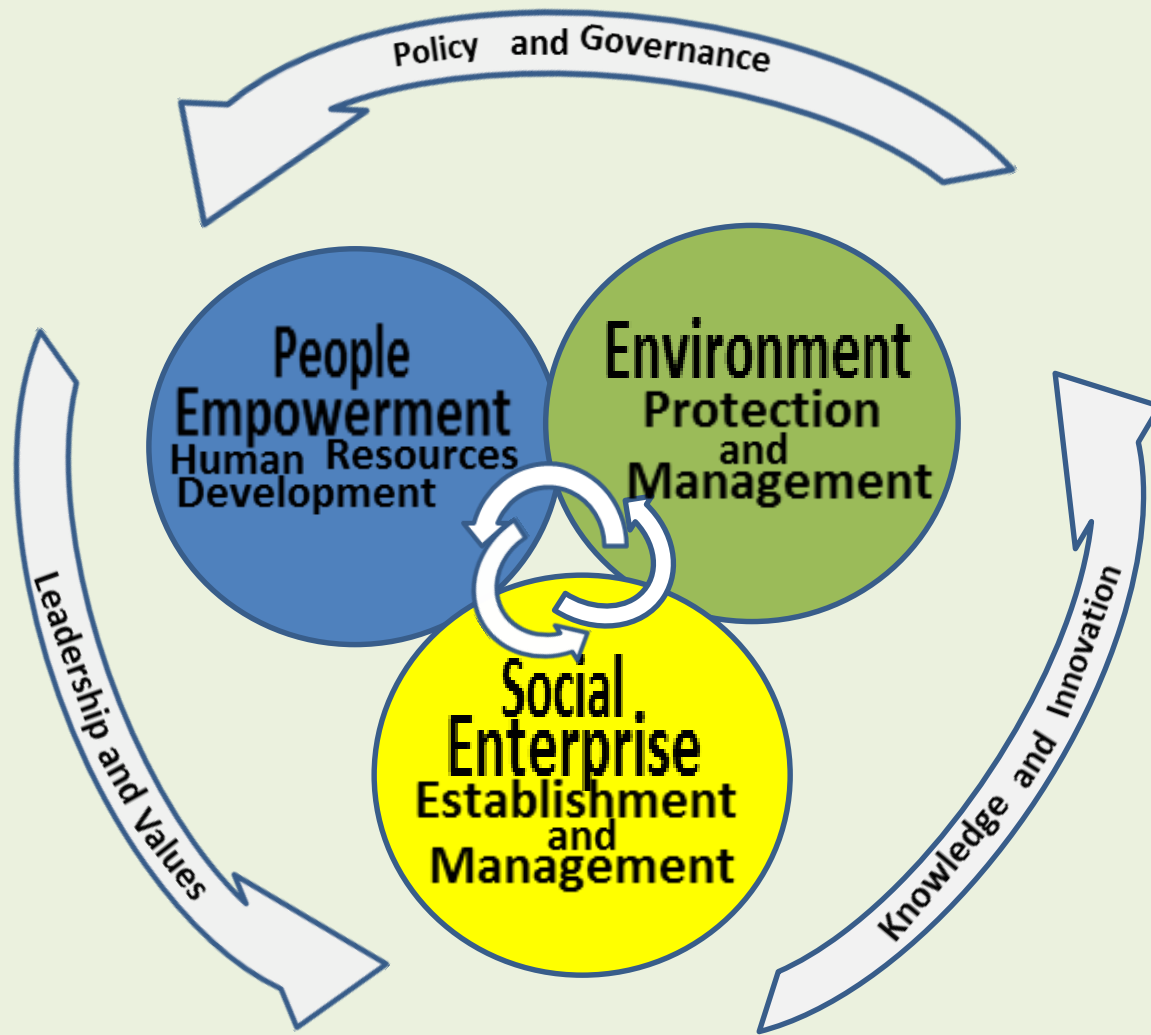 Policy and Governance
People
Empowerment
Human Resources
Development
Environment
Protection
and
Management
Social
Enterprise
Establishment
and
Management
Leadership and Values
Knowledge and Innovation